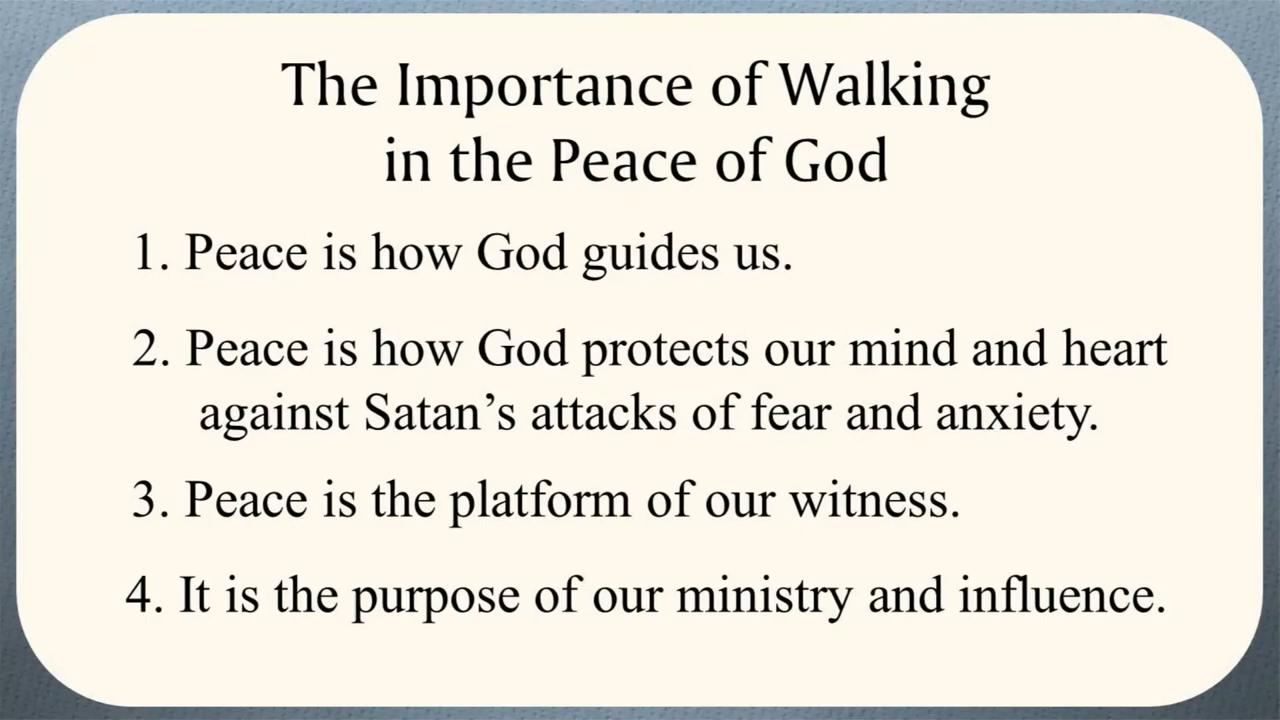 The Importance of Walking
in the Peace of God
1. Peace is how God guides us.
2. Peace is how God protects our mind and heart
against Satan’s attacks of fear and anxiety.
3. Peace is the platform of our witness.
4. It is the purpose of our ministry and influence.